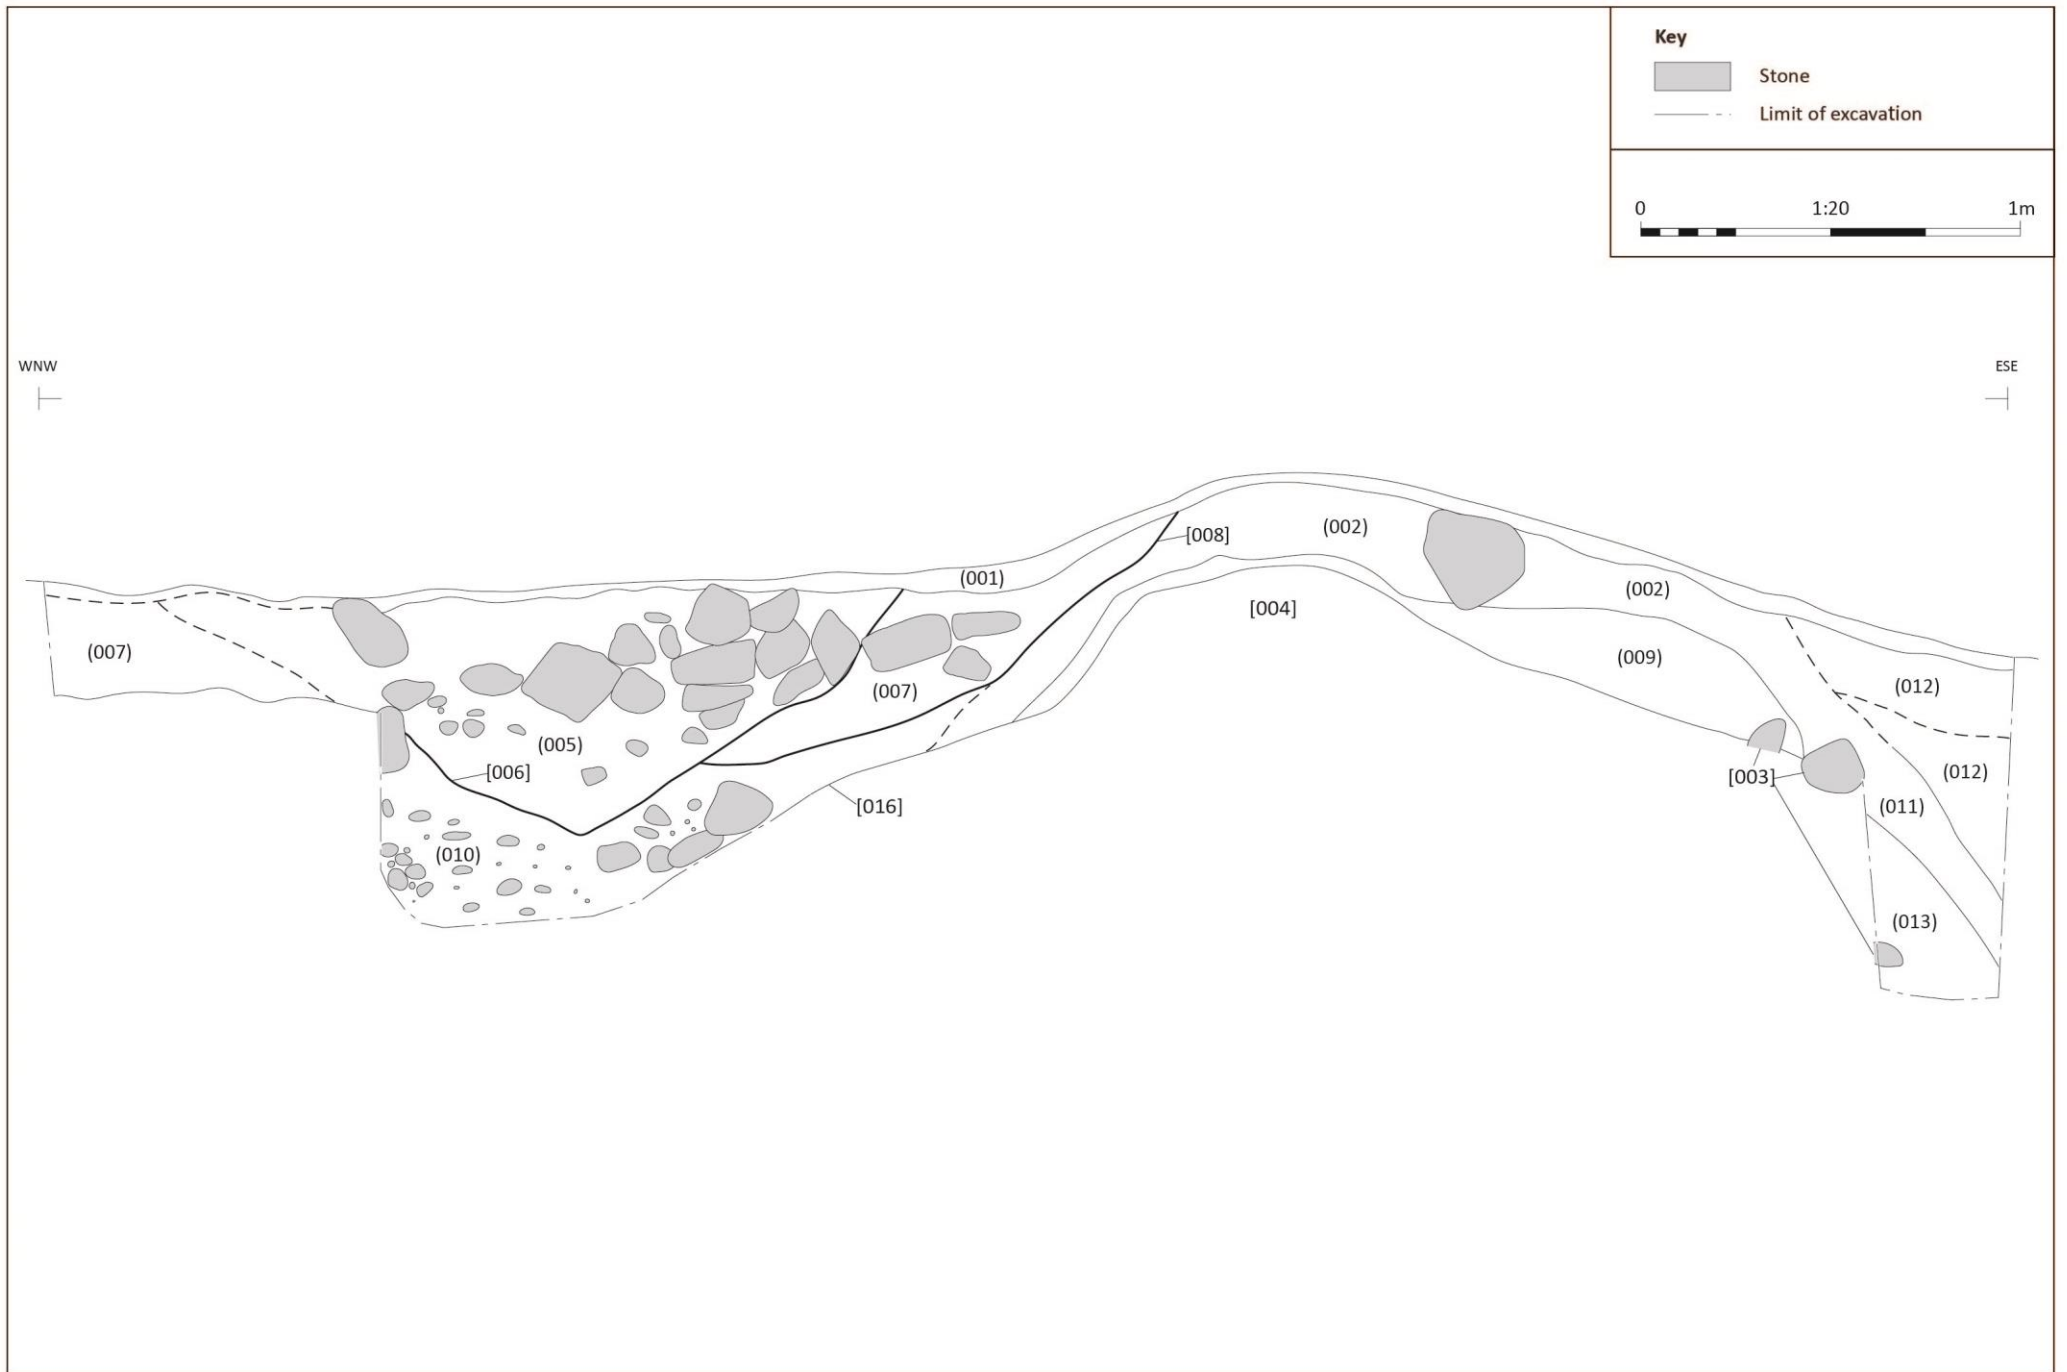 Key
Stone
Limit of excavation
0 1:20 1m
WNW ESE
[008] (002)
(001) (002)
[004]
(007) (009)
(007) (012)
(005)
[006] [003] (012)
[016] (011)
(010)
(013)